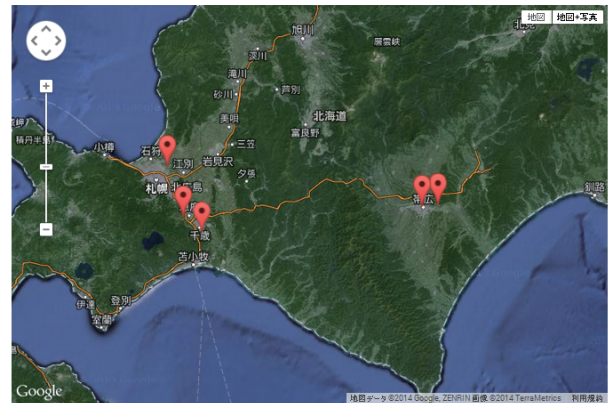 地図 地図+写真
北見
旭川
層雲峡
深川
滝川
芦別
砂川
北海道
美唄
富良野
三笠
小樽
石狩
積丹半島
江別
岩見沢
夕張
札幌
北広島
釧路
帯広
千歳
苫小牧
登別
伊達
室蘭
Google
地図データ ©2014 Google, ZENRIN 画像 ©2014 TerraMetrics 利用規約